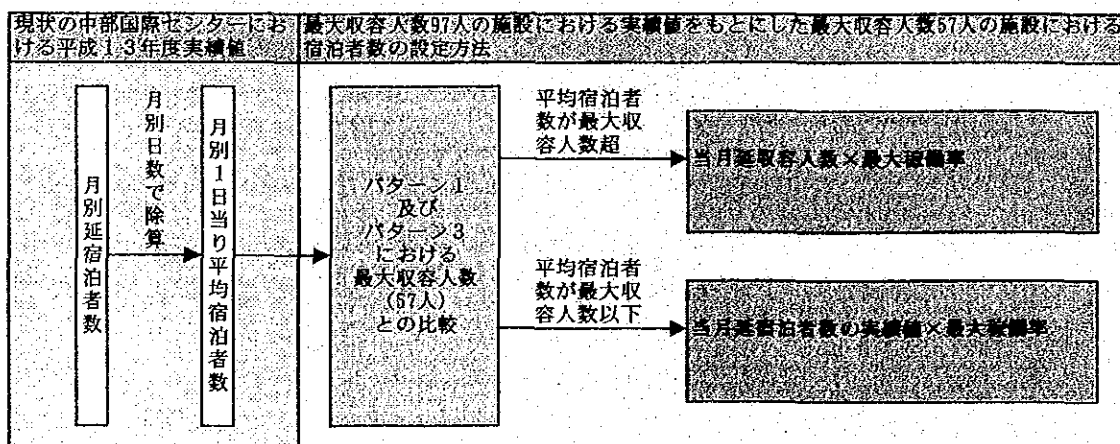 現状の中部国際センターにお
ける平成13年度実績値
最大収容人数97人の施設における実績値をもとにした最大収容人数57人の施設における
宿泊者数の設定方法
月別延宿泊者数
月別日数で除算
月別1日当り平均宿泊者数
パターン1
及び
パターン3
における
最大収容人数
(57人)
との比較
平均宿泊者
数が最大収
容人数超
当月延収容人数×最大稼働率
平均宿泊者
数が最大収
容人数以下
当月延宿泊者数の実績値×最大稼働率